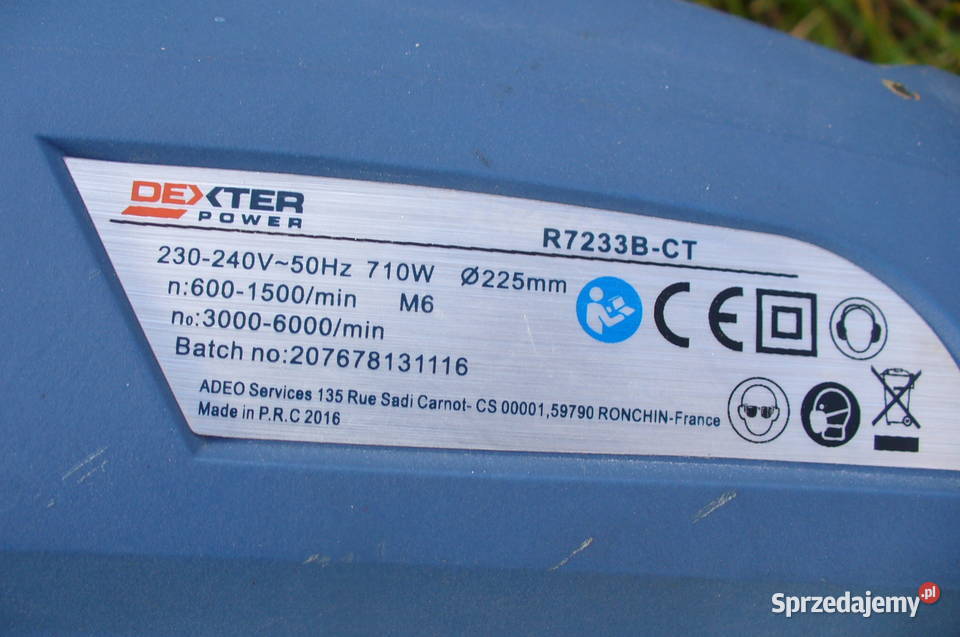 DEXTER
POWER
R7233B-CT
230-240V~50Hz 710W Ø225mm
n:600-1500/min M6
n₀:3000-6000/min
Batch no:207678131116
ADEO Services 135 Rue Sadi Carnot- CS 00001,59790 RONCHIN-France
Made in P.R.C 2016
CE
Sprzedajemy.pl